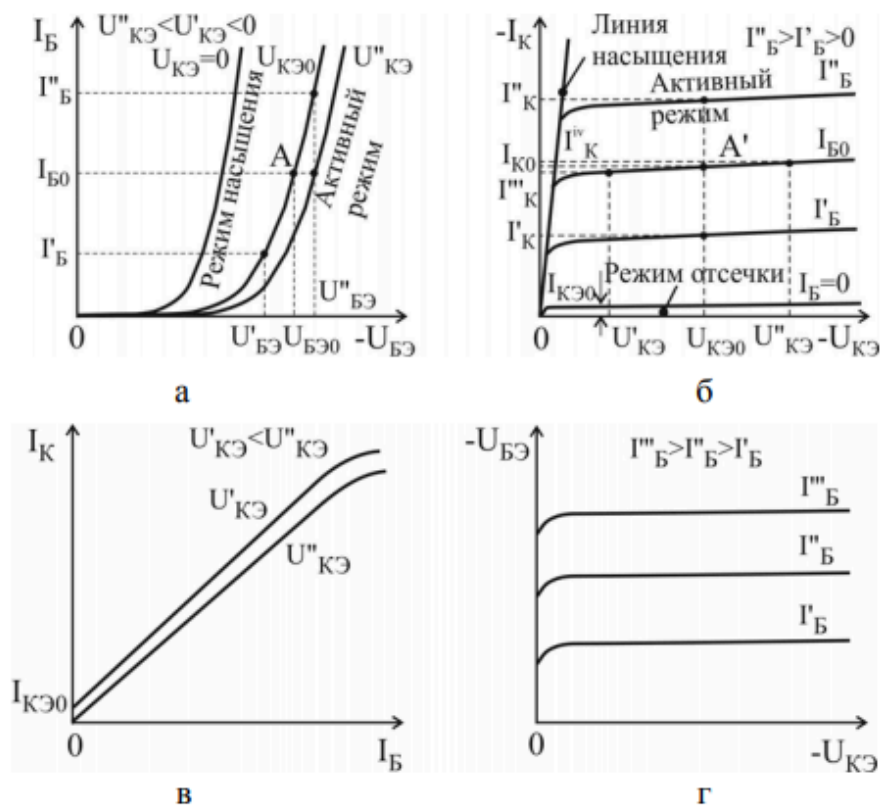 I_Б
U''_КЭ<U'_КЭ<0
U_КЭ=0
U_КЭ0
U''_КЭ
I''_Б
Режим насыщения
A
Активный
режим
I_Б0
I'_Б
U''_БЭ
0
U'_БЭ
U_БЭ0
-U_БЭ
а
-I_К
Линия
насыщения
I''_Б>I'_Б>0
I''_Б
I''_К
Активный
режим
I^iv_К
A'
I_К0
I_Б0
I'''_К
I'_К
I'_Б
I_КЭ0
Режим отсечки
I_Б=0
0
U'_КЭ
U_КЭ0
U''_КЭ
-U_КЭ
б
I_К
U'_КЭ<U''_КЭ
U'_КЭ
U''_КЭ
I_КЭ0
0
I_Б
в
-U_БЭ
I'''_Б>I''_Б>I'_Б
I'''_Б
I''_Б
I'_Б
0
-U_КЭ
г